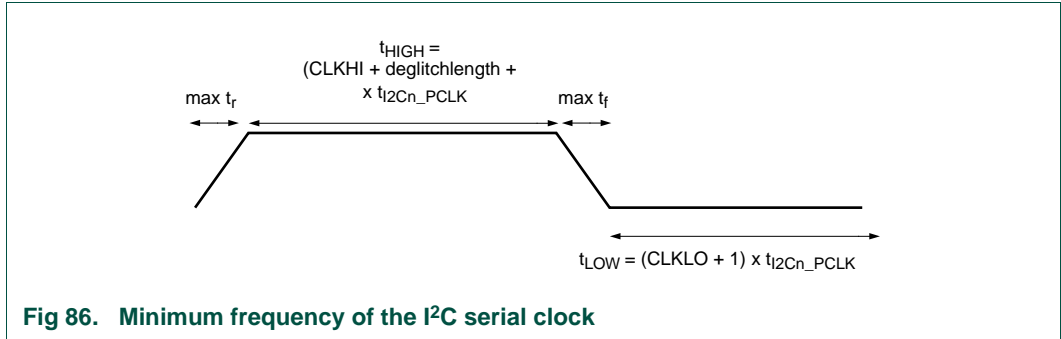 tHIGH =
(CLKHI + deglitchlength +
x tI2Cn_PCLK
max tr
max tf
tLOW = (CLKLO + 1) x tI2Cn_PCLK
Fig 86. Minimum frequency of the I²C serial clock